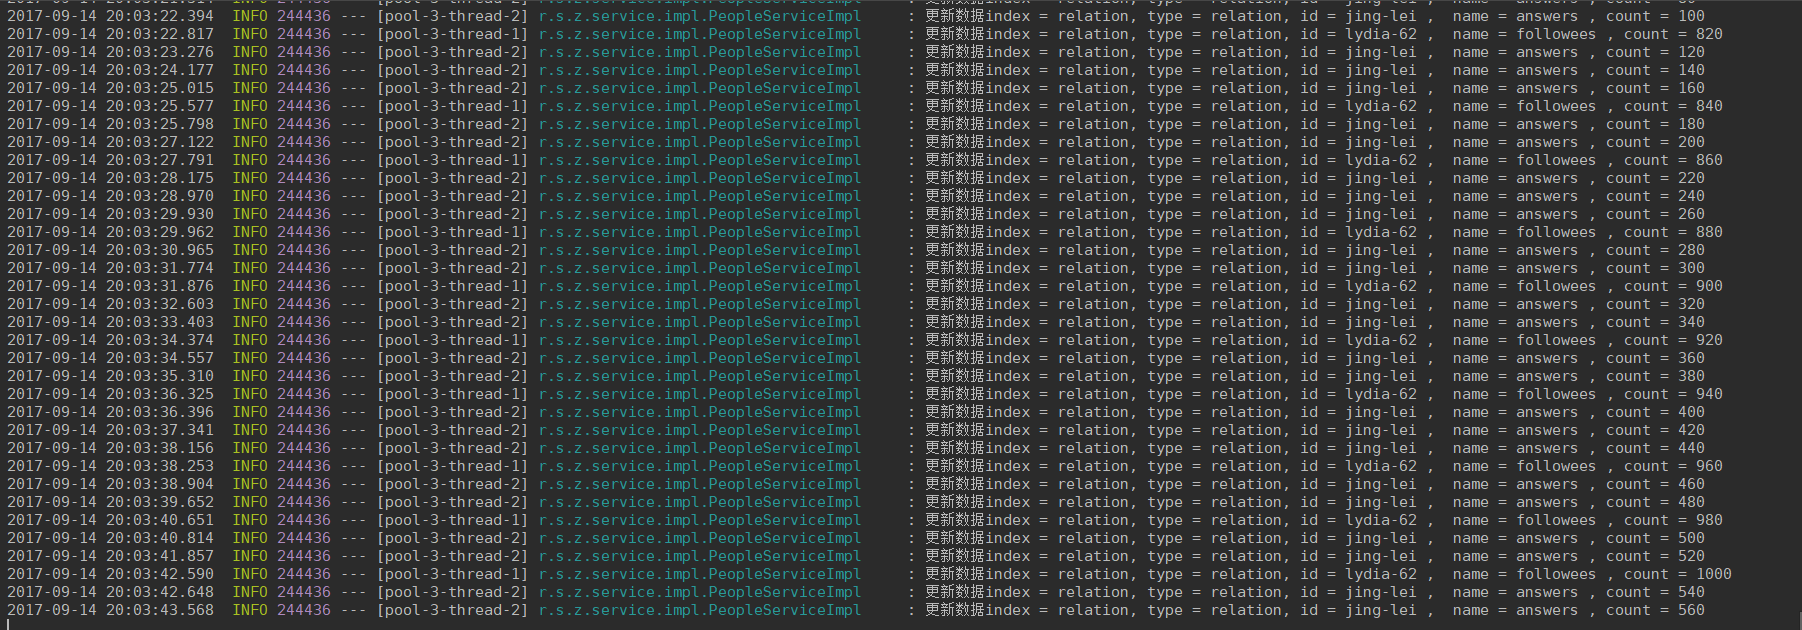 2017-09-14 20:03:22.394  INFO 244436 --- [pool-3-thread-2] r.s.z.service.impl.PeopleServiceImpl     : 更新数据index = relation, type = relation, id = jing-lei ,  name = answers , count = 100
2017-09-14 20:03:22.817  INFO 244436 --- [pool-3-thread-1] r.s.z.service.impl.PeopleServiceImpl     : 更新数据index = relation, type = relation, id = lydia-62 ,  name = followees , count = 820
2017-09-14 20:03:23.276  INFO 244436 --- [pool-3-thread-2] r.s.z.service.impl.PeopleServiceImpl     : 更新数据index = relation, type = relation, id = jing-lei ,  name = answers , count = 120
2017-09-14 20:03:24.177  INFO 244436 --- [pool-3-thread-2] r.s.z.service.impl.PeopleServiceImpl     : 更新数据index = relation, type = relation, id = jing-lei ,  name = answers , count = 140
2017-09-14 20:03:25.015  INFO 244436 --- [pool-3-thread-2] r.s.z.service.impl.PeopleServiceImpl     : 更新数据index = relation, type = relation, id = jing-lei ,  name = answers , count = 160
2017-09-14 20:03:25.577  INFO 244436 --- [pool-3-thread-1] r.s.z.service.impl.PeopleServiceImpl     : 更新数据index = relation, type = relation, id = lydia-62 ,  name = followees , count = 840
2017-09-14 20:03:25.798  INFO 244436 --- [pool-3-thread-2] r.s.z.service.impl.PeopleServiceImpl     : 更新数据index = relation, type = relation, id = jing-lei ,  name = answers , count = 180
2017-09-14 20:03:27.122  INFO 244436 --- [pool-3-thread-2] r.s.z.service.impl.PeopleServiceImpl     : 更新数据index = relation, type = relation, id = jing-lei ,  name = answers , count = 200
2017-09-14 20:03:27.791  INFO 244436 --- [pool-3-thread-1] r.s.z.service.impl.PeopleServiceImpl     : 更新数据index = relation, type = relation, id = lydia-62 ,  name = followees , count = 860
2017-09-14 20:03:28.175  INFO 244436 --- [pool-3-thread-2] r.s.z.service.impl.PeopleServiceImpl     : 更新数据index = relation, type = relation, id = jing-lei ,  name = answers , count = 220
2017-09-14 20:03:28.970  INFO 244436 --- [pool-3-thread-2] r.s.z.service.impl.PeopleServiceImpl     : 更新数据index = relation, type = relation, id = jing-lei ,  name = answers , count = 240
2017-09-14 20:03:29.930  INFO 244436 --- [pool-3-thread-2] r.s.z.service.impl.PeopleServiceImpl     : 更新数据index = relation, type = relation, id = jing-lei ,  name = answers , count = 260
2017-09-14 20:03:29.962  INFO 244436 --- [pool-3-thread-1] r.s.z.service.impl.PeopleServiceImpl     : 更新数据index = relation, type = relation, id = lydia-62 ,  name = followees , count = 880
2017-09-14 20:03:30.965  INFO 244436 --- [pool-3-thread-2] r.s.z.service.impl.PeopleServiceImpl     : 更新数据index = relation, type = relation, id = jing-lei ,  name = answers , count = 280
2017-09-14 20:03:31.774  INFO 244436 --- [pool-3-thread-2] r.s.z.service.impl.PeopleServiceImpl     : 更新数据index = relation, type = relation, id = jing-lei ,  name = answers , count = 300
2017-09-14 20:03:31.876  INFO 244436 --- [pool-3-thread-1] r.s.z.service.impl.PeopleServiceImpl     : 更新数据index = relation, type = relation, id = lydia-62 ,  name = followees , count = 900
2017-09-14 20:03:32.603  INFO 244436 --- [pool-3-thread-2] r.s.z.service.impl.PeopleServiceImpl     : 更新数据index = relation, type = relation, id = jing-lei ,  name = answers , count = 320
2017-09-14 20:03:33.403  INFO 244436 --- [pool-3-thread-2] r.s.z.service.impl.PeopleServiceImpl     : 更新数据index = relation, type = relation, id = jing-lei ,  name = answers , count = 340
2017-09-14 20:03:34.374  INFO 244436 --- [pool-3-thread-1] r.s.z.service.impl.PeopleServiceImpl     : 更新数据index = relation, type = relation, id = lydia-62 ,  name = followees , count = 920
2017-09-14 20:03:34.557  INFO 244436 --- [pool-3-thread-2] r.s.z.service.impl.PeopleServiceImpl     : 更新数据index = relation, type = relation, id = jing-lei ,  name = answers , count = 360
2017-09-14 20:03:35.310  INFO 244436 --- [pool-3-thread-2] r.s.z.service.impl.PeopleServiceImpl     : 更新数据index = relation, type = relation, id = jing-lei ,  name = answers , count = 380
2017-09-14 20:03:36.325  INFO 244436 --- [pool-3-thread-1] r.s.z.service.impl.PeopleServiceImpl     : 更新数据index = relation, type = relation, id = lydia-62 ,  name = followees , count = 940
2017-09-14 20:03:36.396  INFO 244436 --- [pool-3-thread-2] r.s.z.service.impl.PeopleServiceImpl     : 更新数据index = relation, type = relation, id = jing-lei ,  name = answers , count = 400
2017-09-14 20:03:37.341  INFO 244436 --- [pool-3-thread-2] r.s.z.service.impl.PeopleServiceImpl     : 更新数据index = relation, type = relation, id = jing-lei ,  name = answers , count = 420
2017-09-14 20:03:38.156  INFO 244436 --- [pool-3-thread-2] r.s.z.service.impl.PeopleServiceImpl     : 更新数据index = relation, type = relation, id = jing-lei ,  name = answers , count = 440
2017-09-14 20:03:38.253  INFO 244436 --- [pool-3-thread-1] r.s.z.service.impl.PeopleServiceImpl     : 更新数据index = relation, type = relation, id = lydia-62 ,  name = followees , count = 960
2017-09-14 20:03:38.904  INFO 244436 --- [pool-3-thread-2] r.s.z.service.impl.PeopleServiceImpl     : 更新数据index = relation, type = relation, id = jing-lei ,  name = answers , count = 460
2017-09-14 20:03:39.652  INFO 244436 --- [pool-3-thread-2] r.s.z.service.impl.PeopleServiceImpl     : 更新数据index = relation, type = relation, id = jing-lei ,  name = answers , count = 480
2017-09-14 20:03:40.651  INFO 244436 --- [pool-3-thread-1] r.s.z.service.impl.PeopleServiceImpl     : 更新数据index = relation, type = relation, id = lydia-62 ,  name = followees , count = 980
2017-09-14 20:03:40.814  INFO 244436 --- [pool-3-thread-2] r.s.z.service.impl.PeopleServiceImpl     : 更新数据index = relation, type = relation, id = jing-lei ,  name = answers , count = 500
2017-09-14 20:03:41.857  INFO 244436 --- [pool-3-thread-2] r.s.z.service.impl.PeopleServiceImpl     : 更新数据index = relation, type = relation, id = jing-lei ,  name = answers , count = 520
2017-09-14 20:03:42.590  INFO 244436 --- [pool-3-thread-1] r.s.z.service.impl.PeopleServiceImpl     : 更新数据index = relation, type = relation, id = lydia-62 ,  name = followees , count = 1000
2017-09-14 20:03:42.648  INFO 244436 --- [pool-3-thread-2] r.s.z.service.impl.PeopleServiceImpl     : 更新数据index = relation, type = relation, id = jing-lei ,  name = answers , count = 540
2017-09-14 20:03:43.568  INFO 244436 --- [pool-3-thread-2] r.s.z.service.impl.PeopleServiceImpl     : 更新数据index = relation, type = relation, id = jing-lei ,  name = answers , count = 560